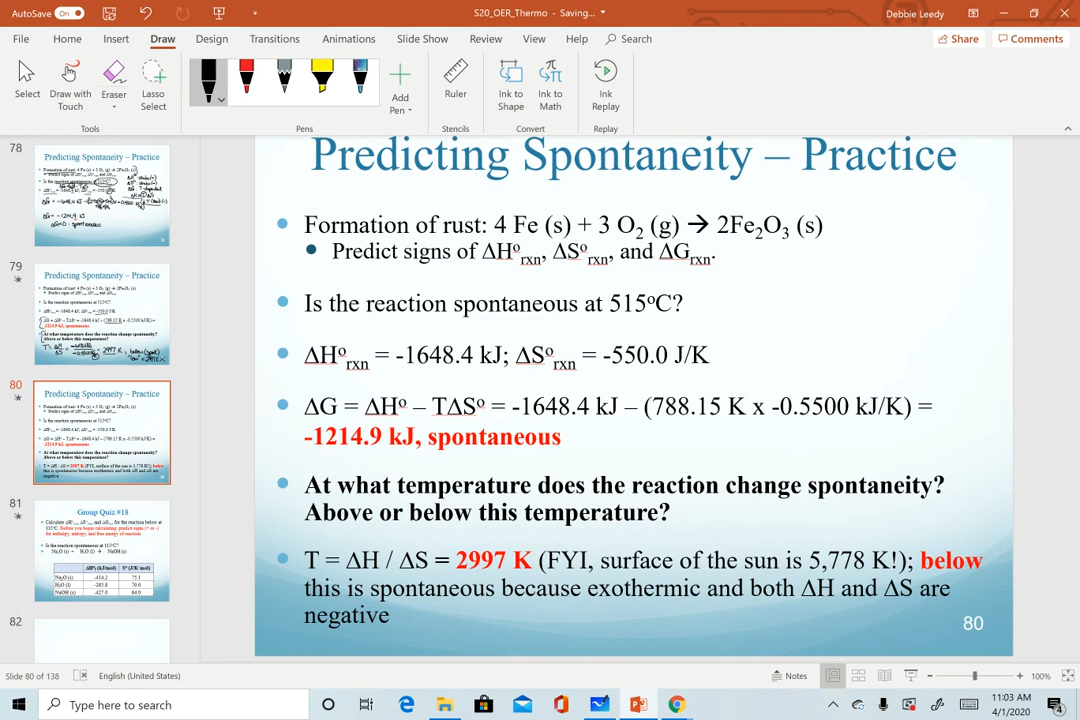 AutoSave On
S20_OER_Thermo - Saving...
Debbie Leedy
File Home Insert Draw Design Transitions Animations Slide Show Review View Help Search Share Comments
Select
Draw with Touch
Eraser
Lasso Select
Add Pen
Ruler
Ink to Shape
Ink to Math
Ink Replay
Tools Pens Stencils Convert Replay
78
Predicting Spontaneity – Practice
79
Predicting Spontaneity – Practice
80
Predicting Spontaneity – Practice
81
Group Quiz #18
82
Predicting Spontaneity – Practice
Formation of rust: 4 Fe (s) + 3 O₂ (g) → 2Fe₂O₃ (s)
Predict signs of ΔHºrxn, ΔSºrxn, and ΔGrxn.
Is the reaction spontaneous at 515ºC?
ΔHºrxn = -1648.4 kJ; ΔSºrxn = -550.0 J/K
ΔG = ΔHº – TΔSº = -1648.4 kJ – (788.15 K x -0.5500 kJ/K) =
-1214.9 kJ, spontaneous
At what temperature does the reaction change spontaneity?
Above or below this temperature?
T = ΔH / ΔS = 2997 K (FYI, surface of the sun is 5,778 K!); below
this is spontaneous because exothermic and both ΔH and ΔS are
negative
80
Slide 80 of 138 English (United States) Notes 100%
Type here to search
11:03 AM
4/1/2020
4